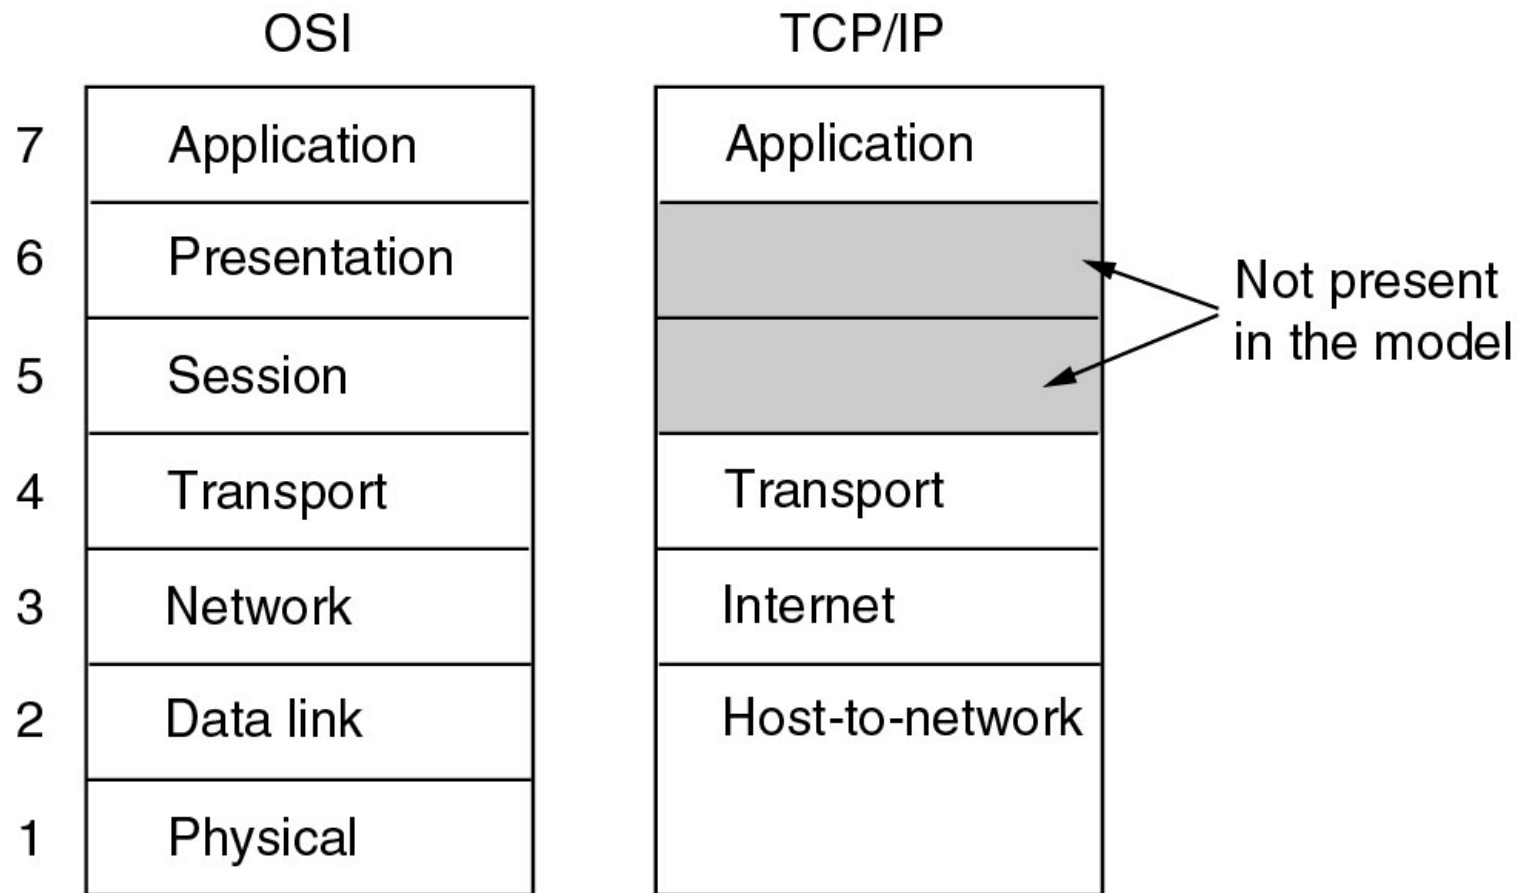 OSI
TCP/IP
7
Application
Application
6
Presentation
5
Session
Not present
in the model
4
Transport
Transport
3
Network
Internet
2
Data link
Host-to-network
1
Physical